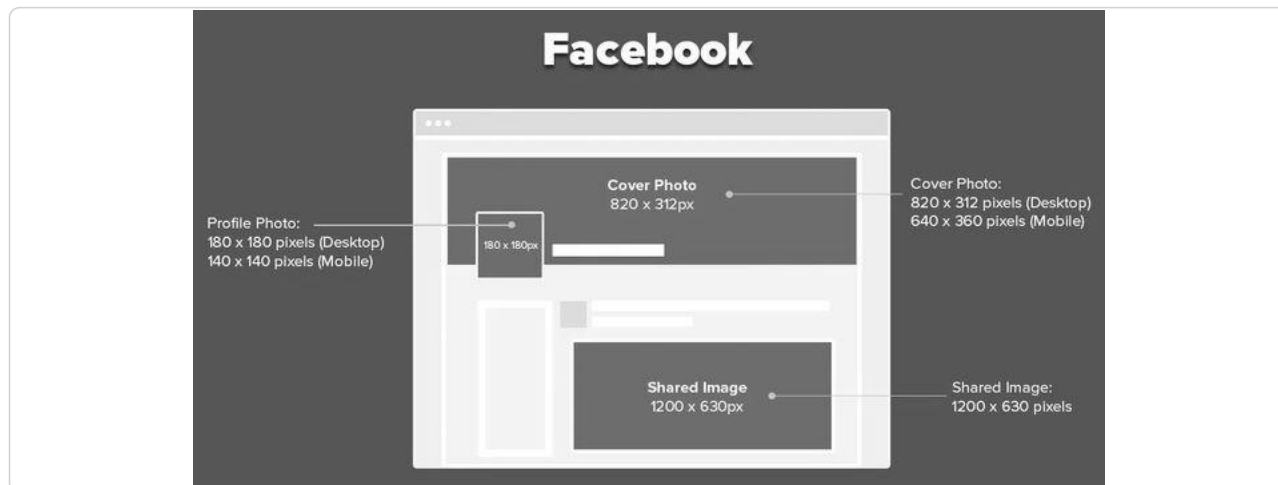 Facebook
Cover Photo
820 x 312px
Cover Photo:
820 x 312 pixels (Desktop)
640 x 360 pixels (Mobile)
Profile Photo:
180 x 180 pixels (Desktop)
140 x 140 pixels (Mobile)
180 x 180px
Shared Image
1200 x 630px
Shared Image:
1200 x 630 pixels